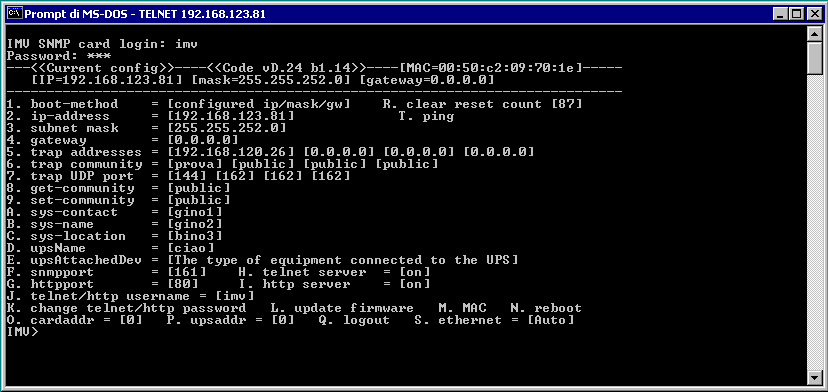 Prompt di MS-DOS - TELNET 192.168.123.81
IMV SNMP card login: imv
Password: ***
---<<Current config>>----<<Code vD.24 b1.14>>----[MAC=00:50:c2:09:70:1e]-----
[IP=192.168.123.81] [mask=255.255.252.0] [gateway=0.0.0.0]
-----------------------------------------------------------------------------
1. boot-method    = [configured ip/mask/gw]    R. clear reset count [87]
2. ip-address     = [192.168.123.81]             T. ping
3. subnet mask    = [255.255.252.0]
4. gateway        = [0.0.0.0]
5. trap addresses = [192.168.120.26] [0.0.0.0] [0.0.0.0] [0.0.0.0]
6. trap community = [prova] [public] [public] [public]
7. trap UDP port  = [144] [162] [162] [162]
8. get-community  = [public]
9. set-community  = [public]
A. sys-contact    = [gino1]
B. sys-name       = [gino2]
C. sys-location   = [bino3]
D. upsName        = [ciao]
E. upsAttachedDev = [The type of equipment connected to the UPS]
F. snmpport       = [161]    H. telnet server  = [on]
G. httpport       = [80]     I. http server    = [on]
J. telnet/http username = [imv]
K. change telnet/http password   L. update firmware   M. MAC   N. reboot
O. cardaddr = [0]   P. upsaddr = [0]   Q. logout   S. ethernet = [Auto]
IMV>